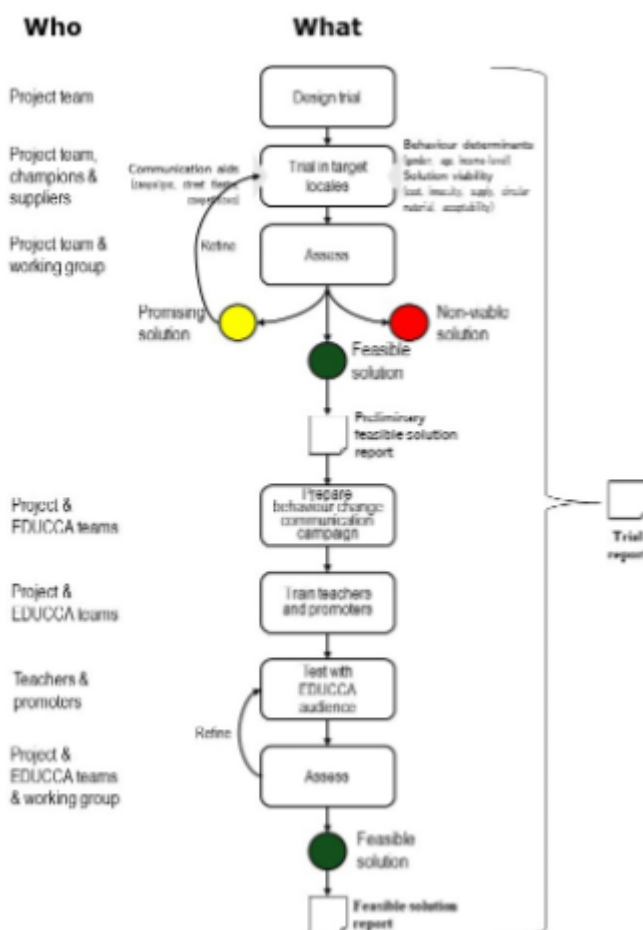 Who
What
Project team
Design trial
Project team,
champions &
suppliers
Communication aids
Trial in target
locales
Behaviour determinants
Solution viability
Refine
Project team &
working group
Assess
Promising
solution
Non-viable
solution
Feasible
solution
Preliminary
feasible solution
report
Project &
EDUCCA teams
Prepare
behaviour change
communication
campaign
Trial
report
Project &
EDUCCA teams
Train teachers
and promoters
Teachers &
promoters
Test with
EDUCCA
audience
Refine
Project &
EDUCCA teams
& working group
Assess
Feasible
solution
Feasible solution
report